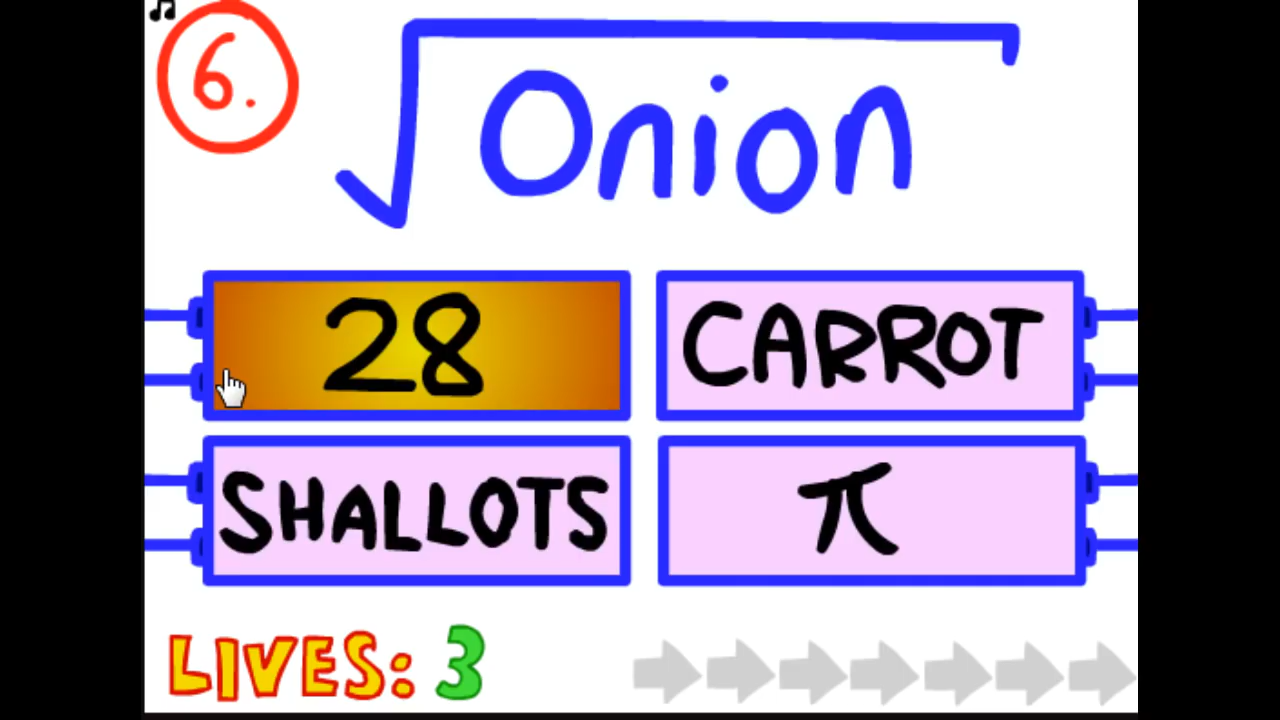 6.
√Onion
28
CARROT
SHALLOTS
π
LIVES: 3